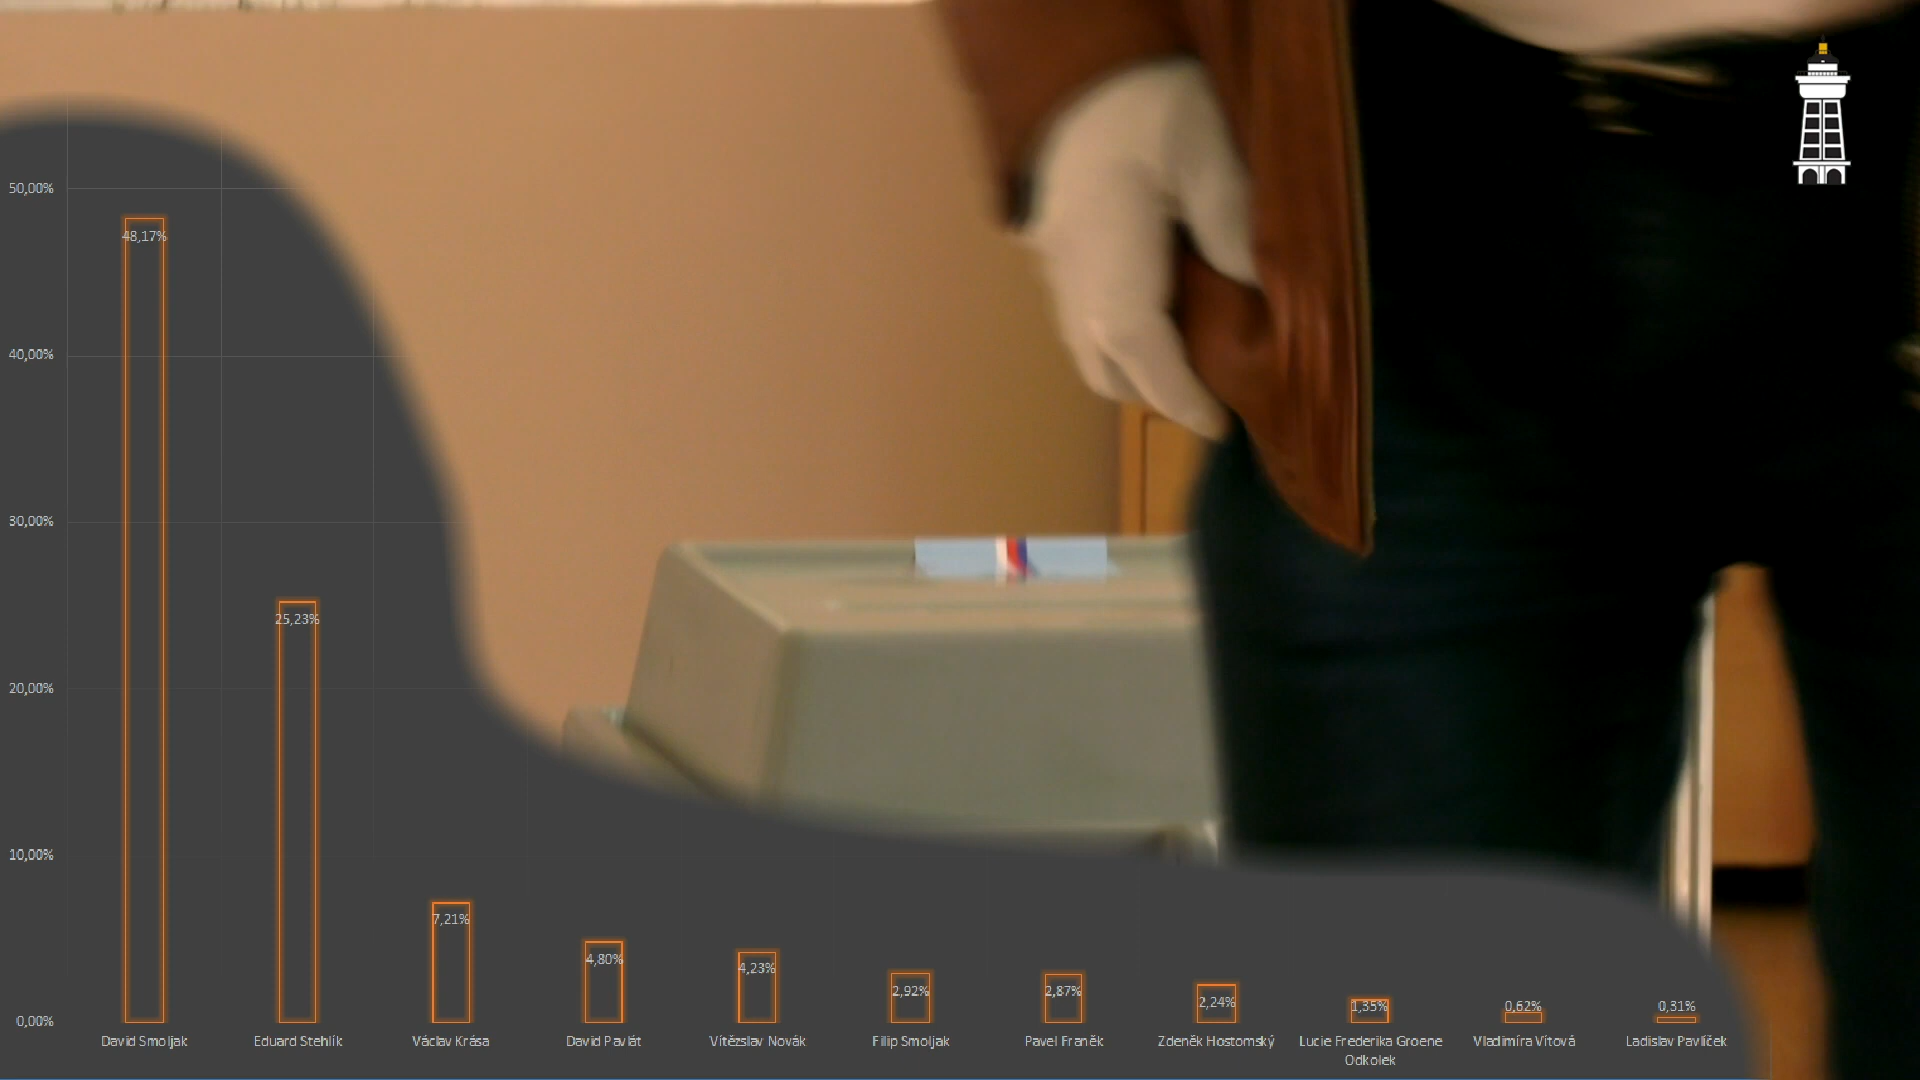 50,00%
48,17%
40,00%
30,00%
25,23%
20,00%
10,00%
7,21%
4,80%
4,23%
2,92%
2,87%
2,24%
1,35%
0,62%
0,31%
0,00%
David Smoljak
Eduard Stehlík
Václav Krása
David Pavlát
Vítězslav Novák
Filip Smoljak
Pavel Franěk
Zdeněk Hostomský
Lucie Frederika Groene
Odkolek
Vladimíra Vítová
Ladislav Pavlíček